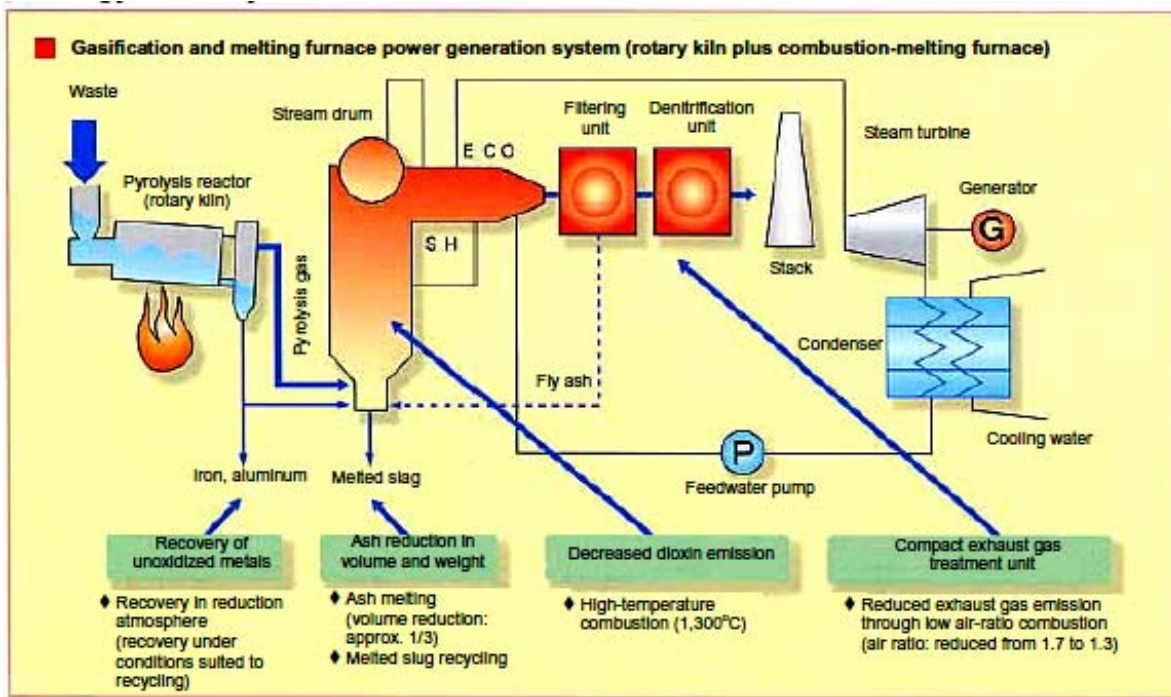 Gasification and melting furnace power generation system (rotary kiln plus combustion-melting furnace)
Waste
Pyrolysis reactor
(rotary kiln)
Stream drum
E C O
S H
Pyrolysis gas
Filtering
unit
Denitrification
unit
Stack
Steam turbine
Generator
G
Condenser
Cooling water
Fly ash
P
Feedwater pump
Iron, aluminum
Melted slag
Recovery of
unoxidized metals
♦ Recovery in reduction
atmosphere
(recovery under
conditions suited to
recycling)
Ash reduction in
volume and weight
♦ Ash melting
(volume reduction:
approx. 1/3)
♦ Melted slug recycling
Decreased dioxin emission
♦ High-temperature
combustion (1,300°C)
Compact exhaust gas
treatment unit
♦ Reduced exhaust gas emission
through low air-ratio combustion
(air ratio: reduced from 1.7 to 1.3)